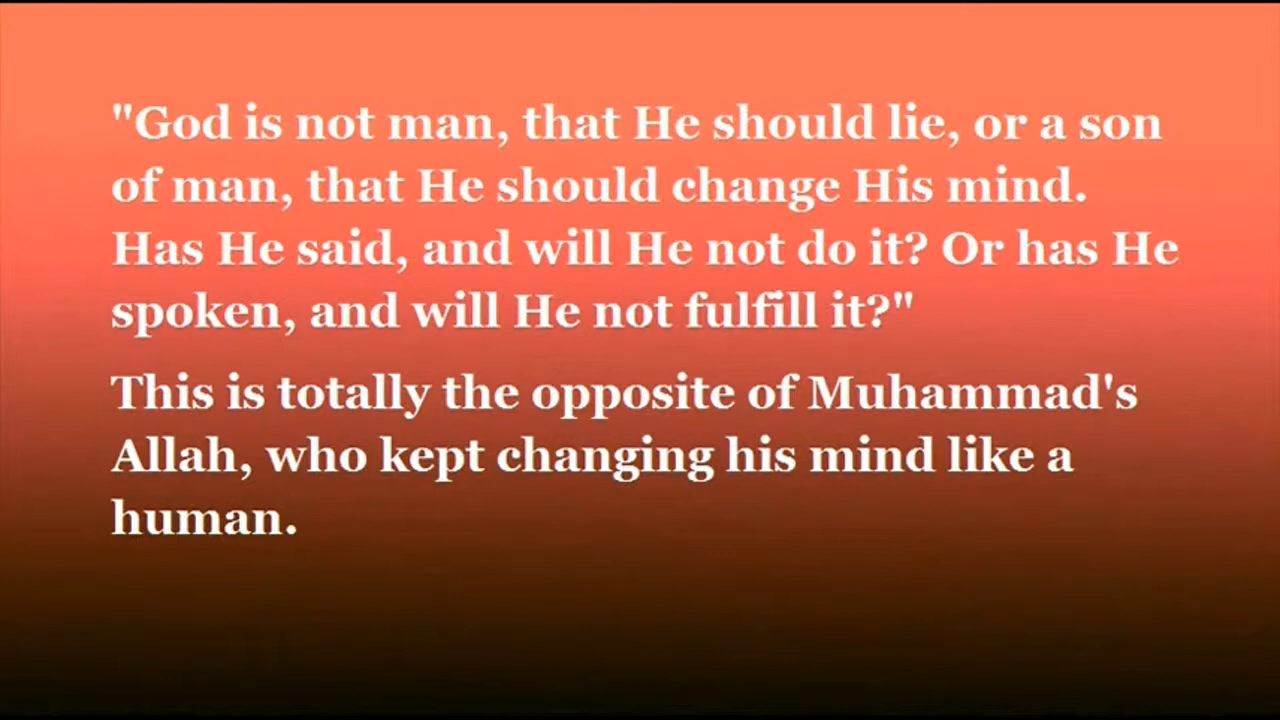 "God is not man, that He should lie, or a son
of man, that He should change His mind.
Has He said, and will He not do it? Or has He
spoken, and will He not fulfill it?"
This is totally the opposite of Muhammad's
Allah, who kept changing his mind like a
human.